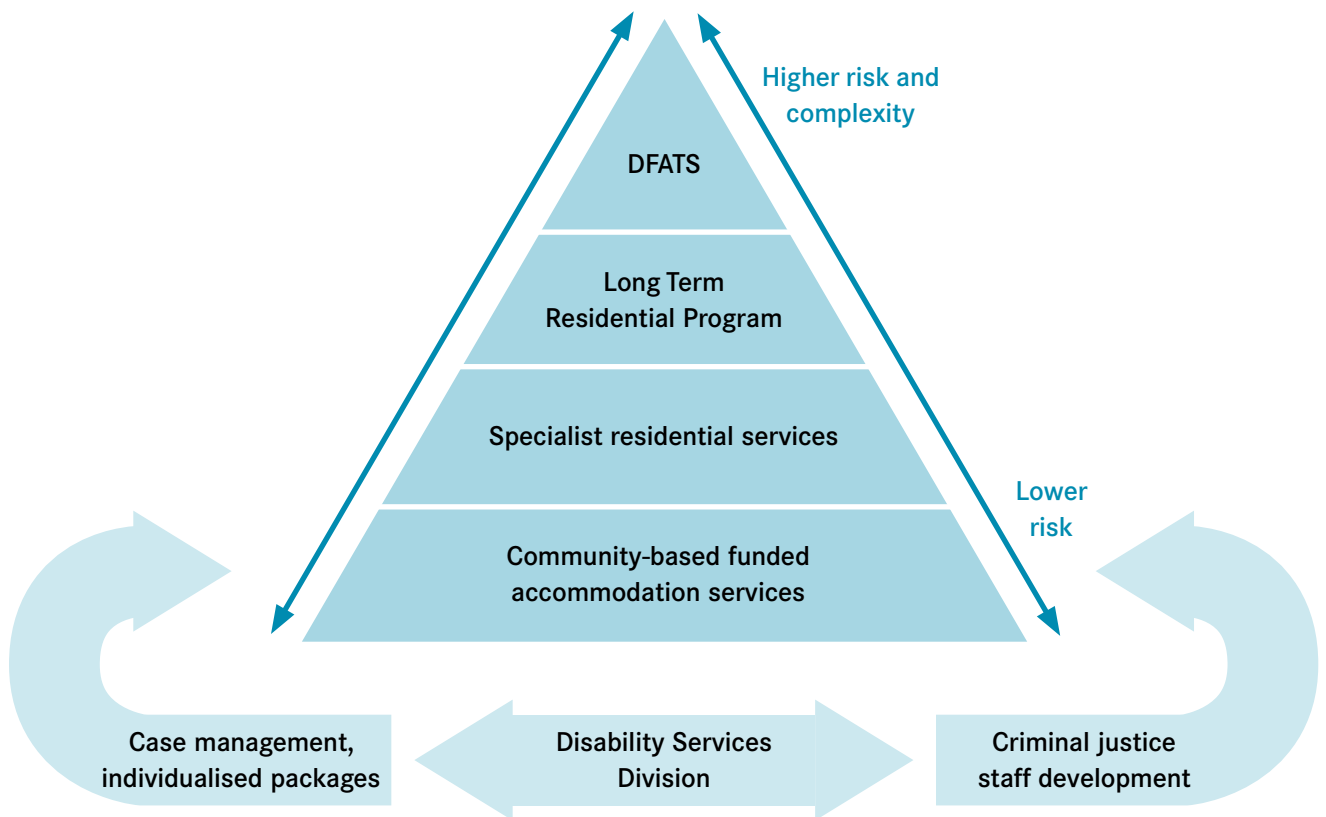 Higher risk and
complexity
DFATS
Long Term
Residential Program
Specialist residential services
Lower
risk
Community-based funded
accommodation services
Case management,
individualised packages
Disability Services
Division
Criminal justice
staff development